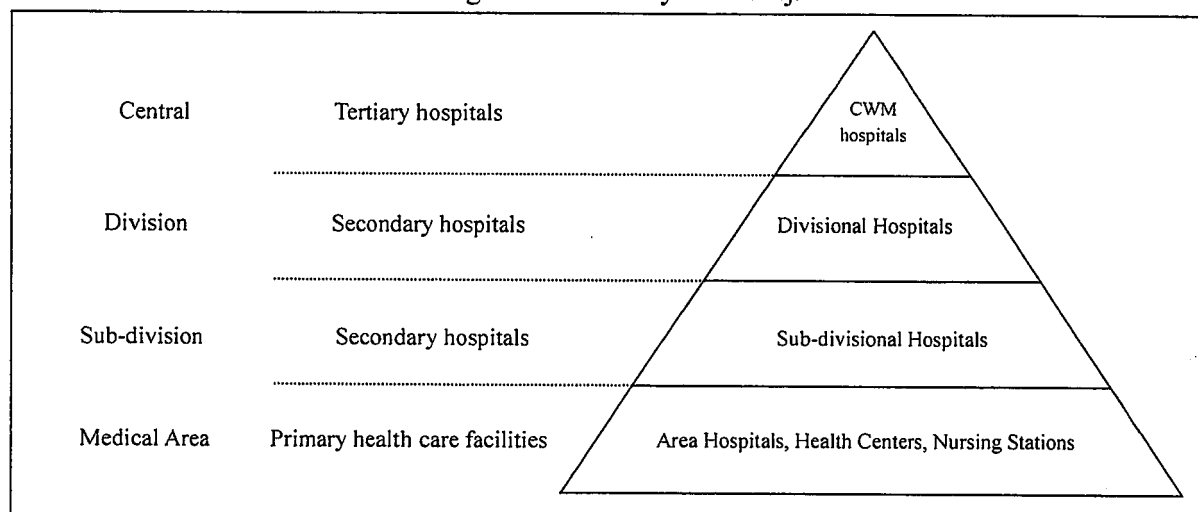 Central Tertiary hospitals CWM
hospitals
Division Secondary hospitals Divisional Hospitals
Sub-division Secondary hospitals Sub-divisional Hospitals
Medical Area Primary health care facilities Area Hospitals, Health Centers, Nursing Stations